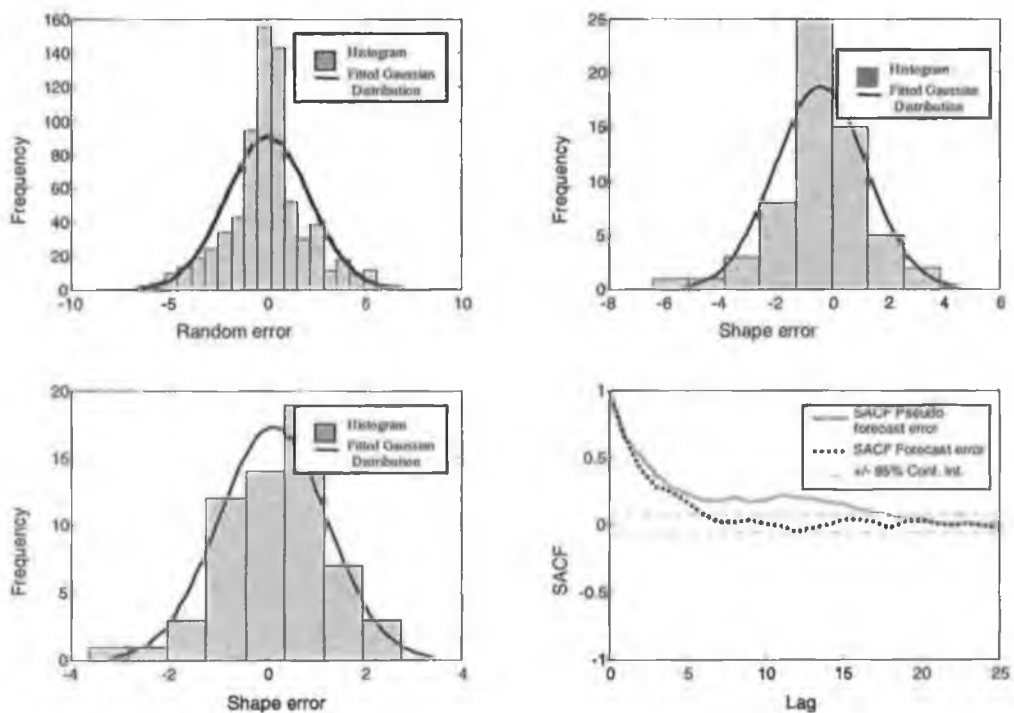 160
140
120
100
80
60
40
20
0
Frequency
Histogram
Fitted Gaussian
Distribution
-10
-5
0
5
10
Random error
25
20
15
10
5
0
Frequency
Histogram
Fitted Gaussian
Distribution
-8
-6
-4
-2
0
2
4
6
Shape error
20
15
10
5
0
Frequency
Histogram
Fitted Gaussian
Distribution
-4
-2
0
2
4
Shape error
1
0.5
0
-0.5
-1
SACF
SACF Pseudo
forecast error
SACF Forecast error
+/- 95% Conf. Int.
0
5
10
15
20
25
Lag